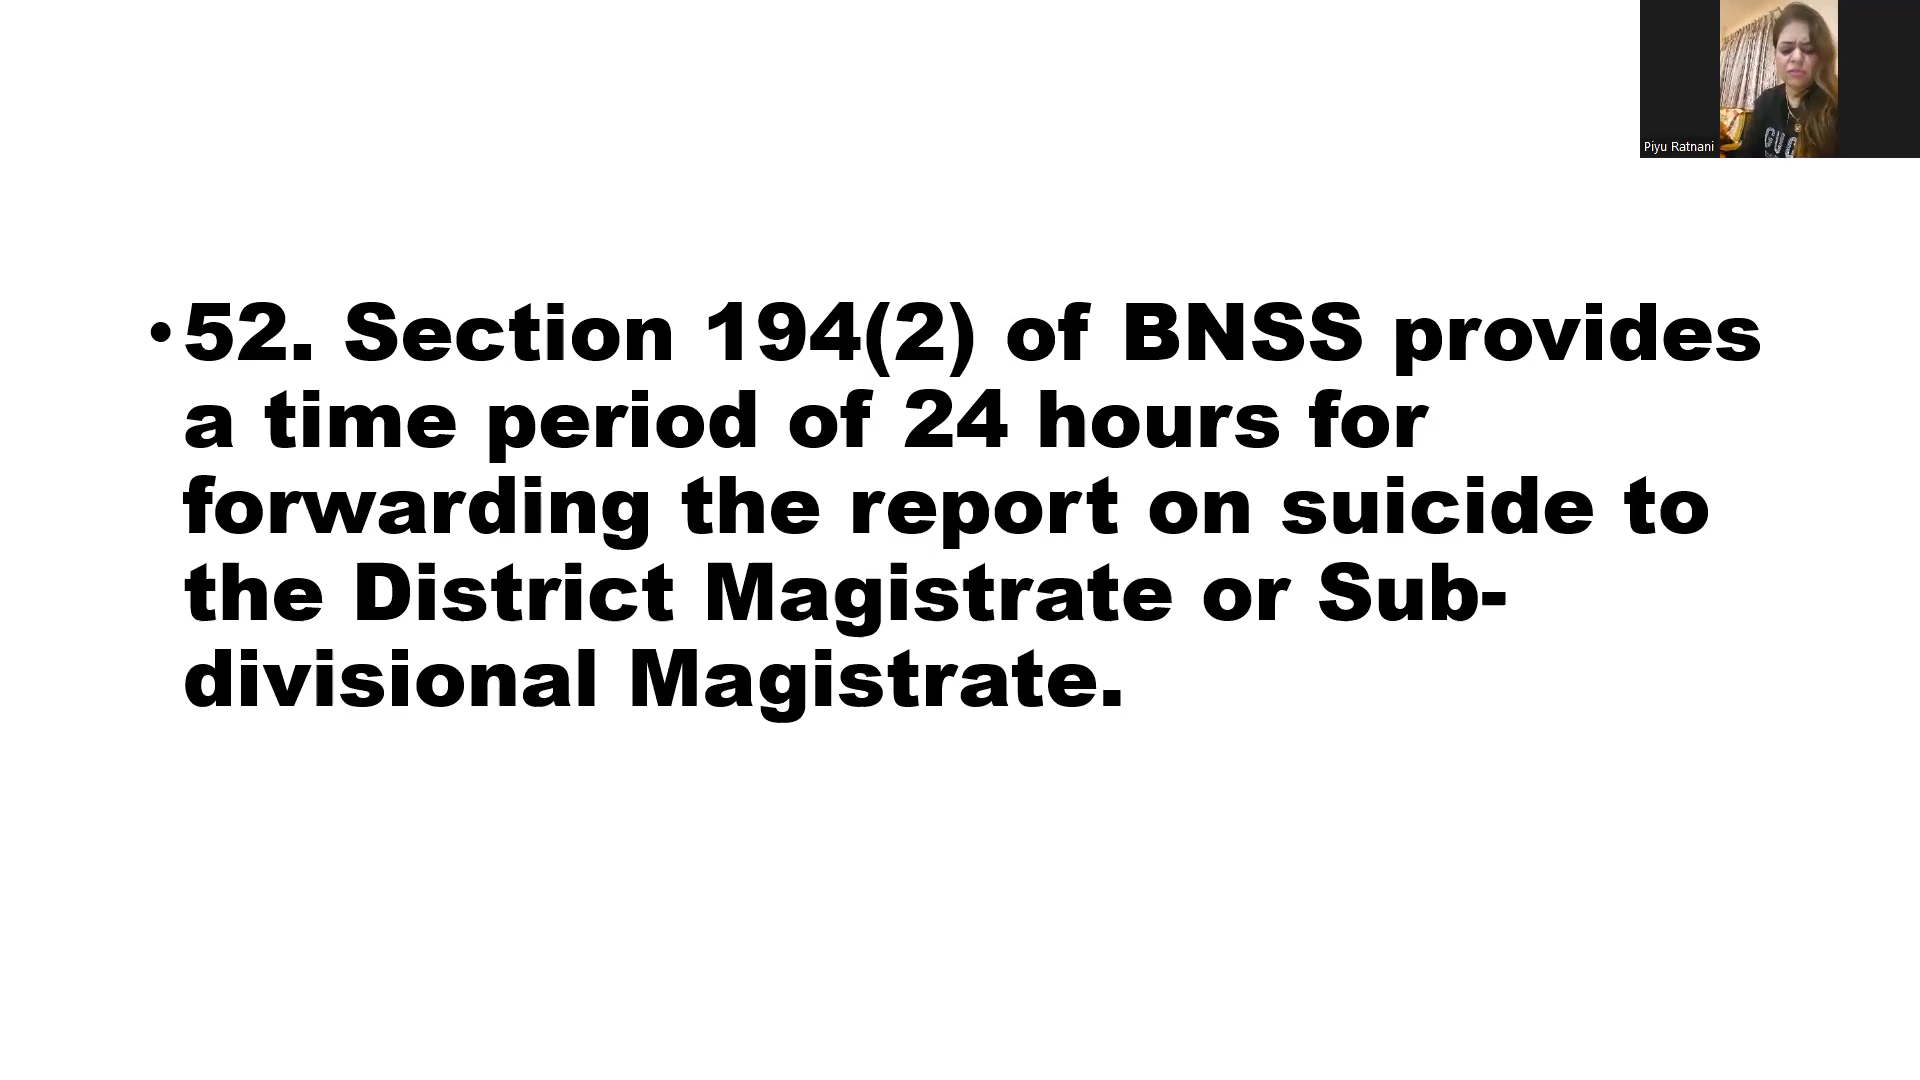 Piyu Ratnani
•52. Section 194(2) of BNSS provides
a time period of 24 hours for
forwarding the report on suicide to
the District Magistrate or Sub-
divisional Magistrate.